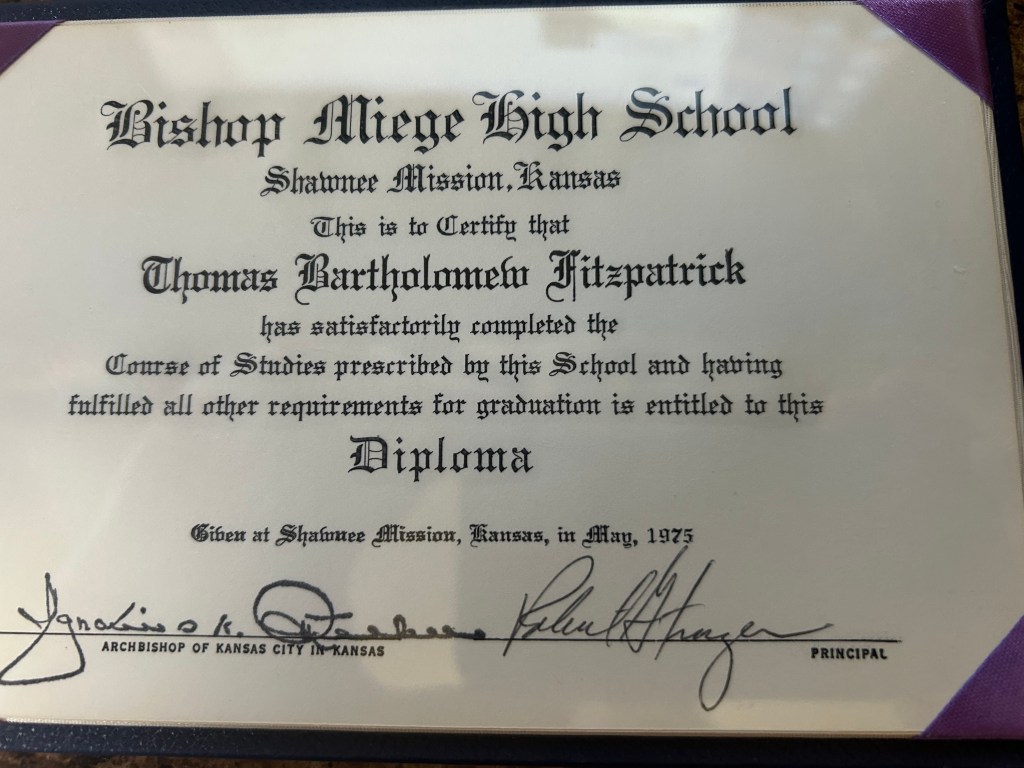 Bishop Miege High School
Shawnee Mission, Kansas
This is to Certify that
Thomas Bartholomew Fitzpatrick
has satisfactorily completed the
Course of Studies prescribed by this School and having
fulfilled all other requirements for graduation is entitled to this
Diploma
Given at Shawnee Mission, Kansas, in May, 1975
Ignatius
ARCHBISHOP OF KANSAS CITY IN KANSAS
PRINCIPAL